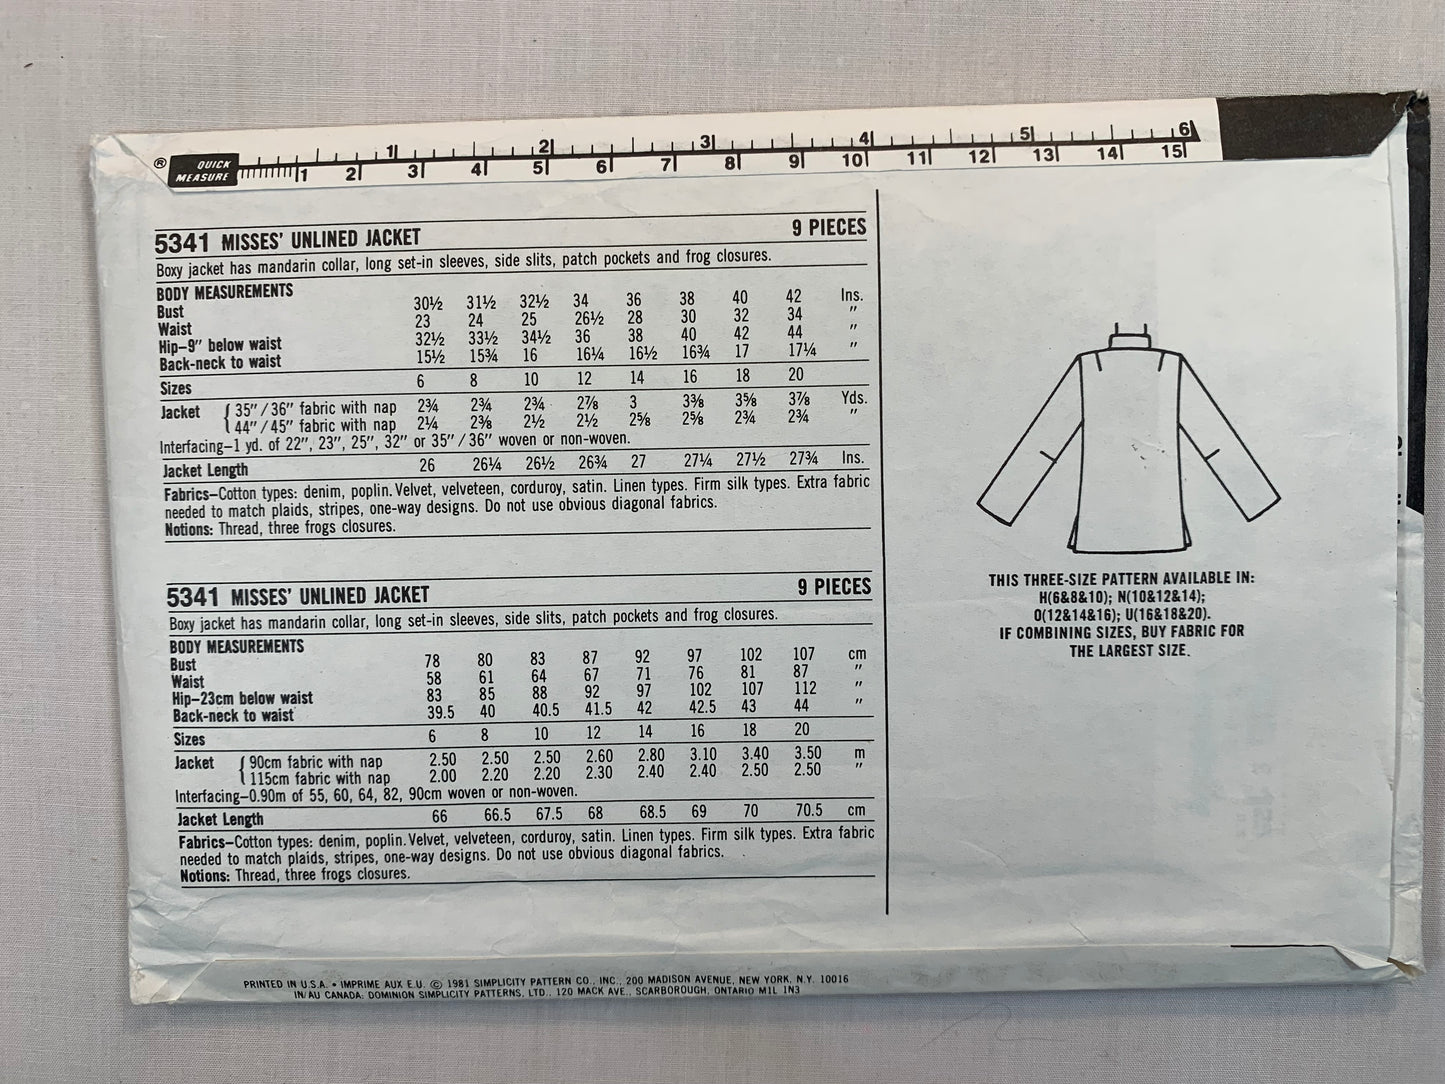 ® QUICK MEASURE
1 2 3 4 5 6
1 2 3 4 5 6 7 8 9 10 11 12 13 14 15
5341 MISSES' UNLINED JACKET 9 PIECES
Boxy jacket has mandarin collar, long set-in sleeves, side slits, patch pockets and frog closures.
BODY MEASUREMENTS
Bust 30½ 31½ 32½ 34 36 38 40 42 Ins.
Waist 23 24 25 26½ 28 30 32 34 "
Hip–9" below waist 32½ 33½ 34½ 36 38 40 42 44 "
Back-neck to waist 15½ 15¾ 16 16¼ 16½ 16¾ 17 17¼ "
Sizes 6 8 10 12 14 16 18 20
Jacket { 35"/36" fabric with nap 2¾ 2¾ 2¾ 2⅞ 3 3⅜ 3⅝ 3⅞ Yds.
44"/45" fabric with nap 2¼ 2⅜ 2½ 2½ 2⅝ 2⅝ 2¾ 2¾ "
Interfacing–1 yd. of 22", 23", 25", 32" or 35"/36" woven or non-woven.
Jacket Length 26 26¼ 26½ 26¾ 27 27¼ 27½ 27¾ Ins.
Fabrics–Cotton types: denim, poplin. Velvet, velveteen, corduroy, satin. Linen types. Firm silk types. Extra fabric
needed to match plaids, stripes, one-way designs. Do not use obvious diagonal fabrics.
Notions: Thread, three frogs closures.
5341 MISSES' UNLINED JACKET 9 PIECES
Boxy jacket has mandarin collar, long set-in sleeves, side slits, patch pockets and frog closures.
BODY MEASUREMENTS
Bust 78 80 83 87 92 97 102 107 cm
Waist 58 61 64 67 71 76 81 87 "
Hip–23cm below waist 83 85 88 92 97 102 107 112 "
Back-neck to waist 39.5 40 40.5 41.5 42 42.5 43 44 "
Sizes 6 8 10 12 14 16 18 20
Jacket { 90cm fabric with nap 2.50 2.50 2.50 2.60 2.80 3.10 3.40 3.50 m
115cm fabric with nap 2.00 2.20 2.20 2.30 2.40 2.40 2.50 2.50 "
Interfacing–0.90m of 55, 60, 64, 82, 90cm woven or non-woven.
Jacket Length 66 66.5 67.5 68 68.5 69 70 70.5 cm
Fabrics–Cotton types: denim, poplin. Velvet, velveteen, corduroy, satin. Linen types. Firm silk types. Extra fabric
needed to match plaids, stripes, one-way designs. Do not use obvious diagonal fabrics.
Notions: Thread, three frogs closures.
THIS THREE-SIZE PATTERN AVAILABLE IN:
H(6&8&10); N(10&12&14);
O(12&14&16); U(16&18&20).
IF COMBINING SIZES, BUY FABRIC FOR
THE LARGEST SIZE.
PRINTED IN U.S.A. • IMPRIME AUX E.U. © 1981 SIMPLICITY PATTERN CO., INC., 200 MADISON AVENUE, NEW YORK, N.Y. 10016
IN/AU CANADA: DOMINION SIMPLICITY PATTERNS, LTD., 120 MACK AVE., SCARBOROUGH, ONTARIO M1L 1N3